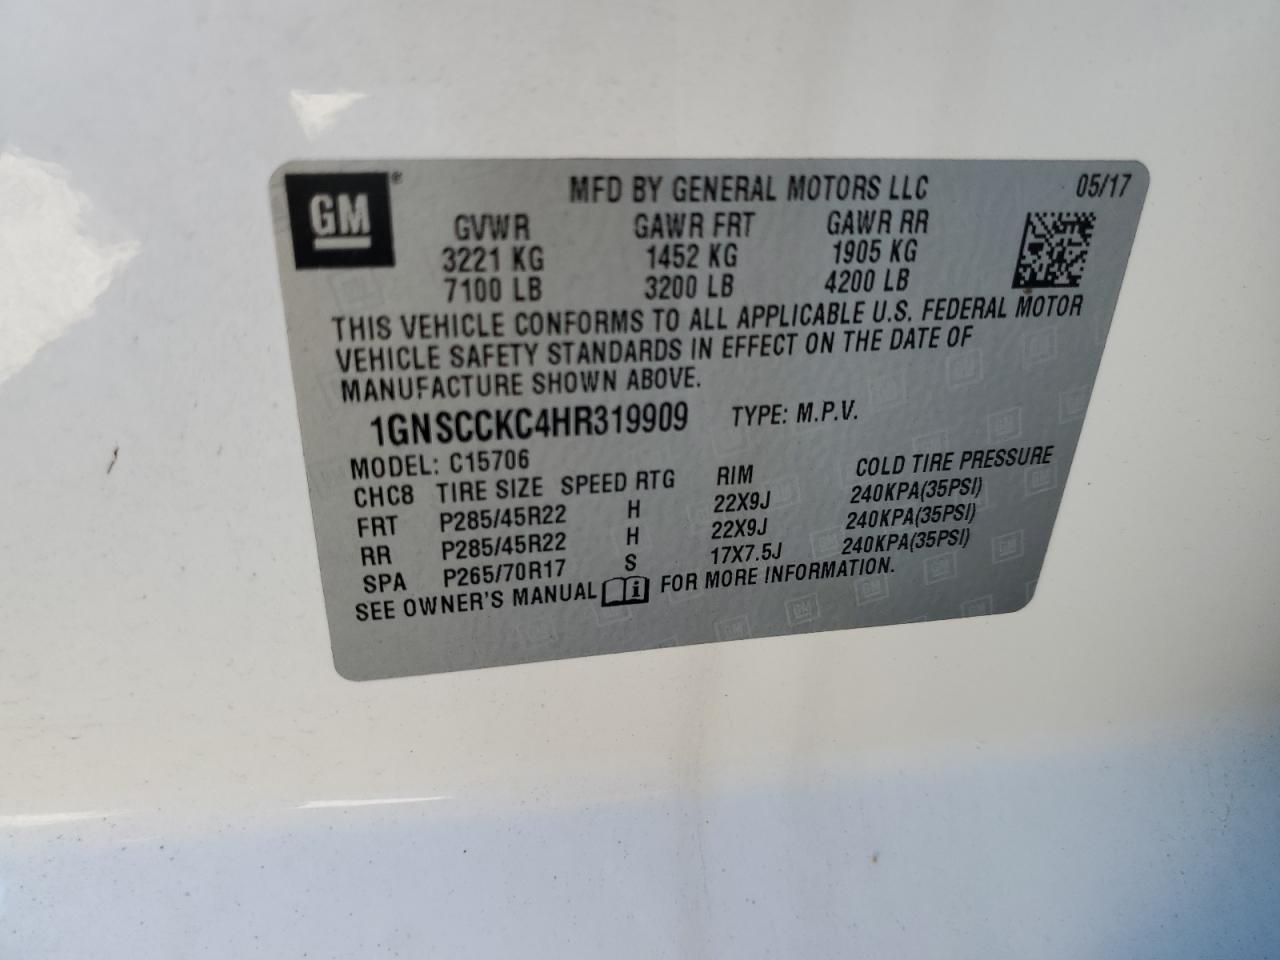 GM®
MFD BY GENERAL MOTORS LLC 05/17
GVWR GAWR FRT GAWR RR
3221 KG 1452 KG 1905 KG
7100 LB 3200 LB 4200 LB
THIS VEHICLE CONFORMS TO ALL APPLICABLE U.S. FEDERAL MOTOR
VEHICLE SAFETY STANDARDS IN EFFECT ON THE DATE OF
MANUFACTURE SHOWN ABOVE.
1GNSCCKC4HR319909 TYPE: M.P.V.
MODEL: C15706
CHC8 TIRE SIZE SPEED RTG RIM COLD TIRE PRESSURE
FRT P285/45R22 H 22X9J 240KPA(35PSI)
RR P285/45R22 H 22X9J 240KPA(35PSI)
SPA P265/70R17 S 17X7.5J 240KPA(35PSI)
SEE OWNER'S MANUAL i FOR MORE INFORMATION.